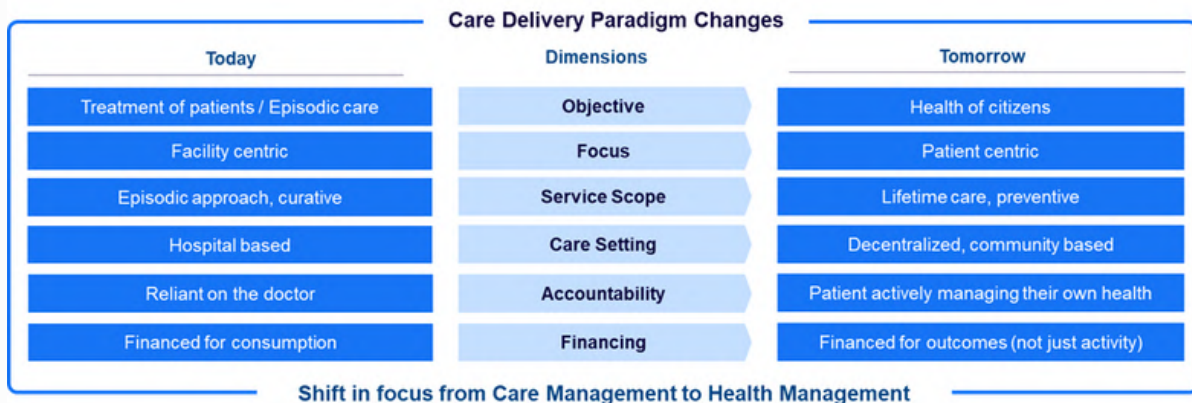 Care Delivery Paradigm Changes
Today Dimensions Tomorrow
Treatment of patients / Episodic care Objective Health of citizens
Facility centric Focus Patient centric
Episodic approach, curative Service Scope Lifetime care, preventive
Hospital based Care Setting Decentralized, community based
Reliant on the doctor Accountability Patient actively managing their own health
Financed for consumption Financing Financed for outcomes (not just activity)
Shift in focus from Care Management to Health Management